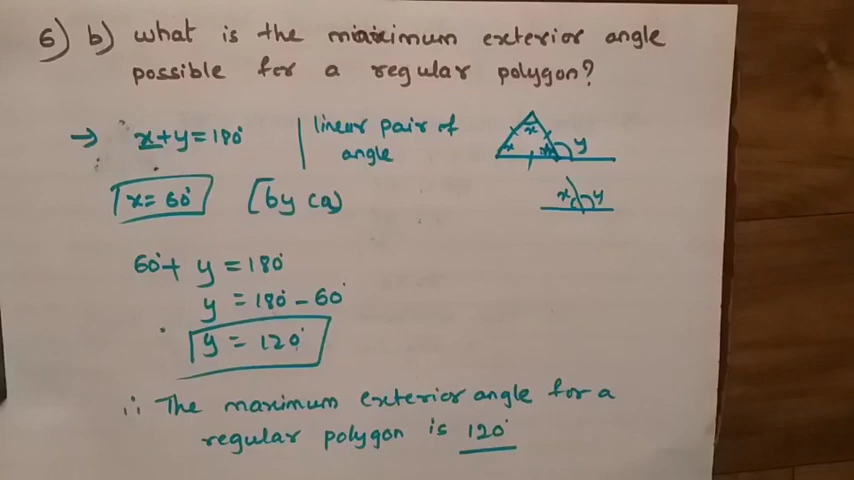 6) b) what is the maximum exterior angle
possible for a regular polygon?
→ x+y=180° | linear pair of
angle
x
x
x
y
x y
x=60° [by (a)]
60°+ y = 180°
y = 180° - 60°
y = 120°
∴ The maximum exterior angle for a
regular polygon is 120°